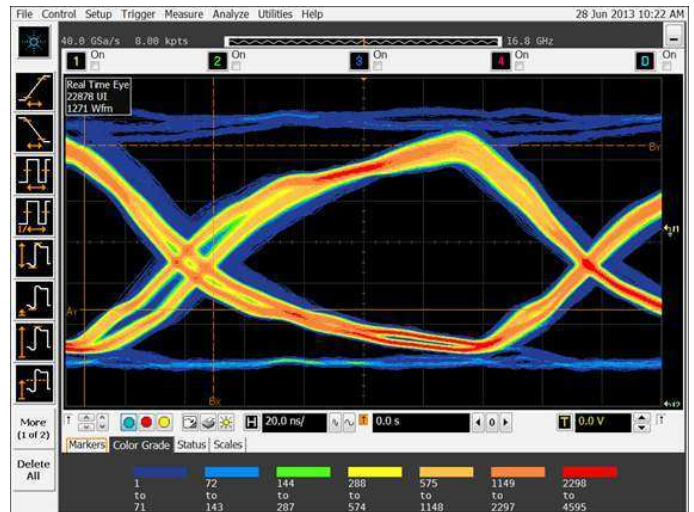 File Control Setup Trigger Measure Analyze Utilities Help 28 Jun 2013 10:22 AM
40.0 GSa/s 8.00 kpts 16.8 GHz
1 On 2 On 3 On 4 On D On
Real Time Eye
22878 UI
1271 Wfm
BY
AY
BX
More
(1 of 2)
Delete
All
H 20.0 ns/ 0.0 s 0 T 0.0 V
Markers Color Grade Status Scales
1 72 144 288 575 1149 2298
to to to to to to to
71 143 287 574 1148 2297 4595